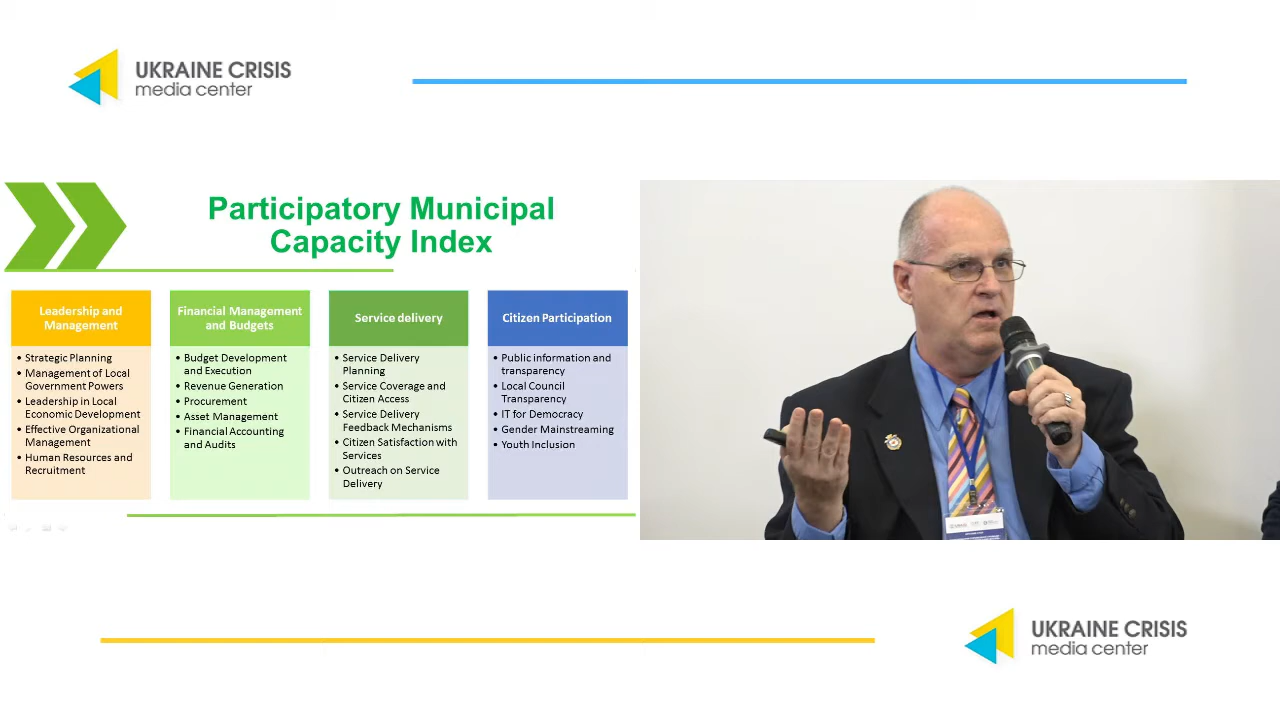 UKRAINE CRISIS
media center
Participatory Municipal
Capacity Index
Leadership and
Management
• Strategic Planning
• Management of Local
Government Powers
• Leadership in Local
Economic Development
• Effective Organizational
Management
• Human Resources and
Recruitment
Financial Management
and Budgets
• Budget Development
and Execution
• Revenue Generation
• Procurement
• Asset Management
• Financial Accounting
and Audits
Service delivery
• Service Delivery
Planning
• Service Coverage and
Citizen Access
• Service Delivery
Feedback Mechanisms
• Citizen Satisfaction with
Services
• Outreach on Service
Delivery
Citizen Participation
• Public information and
transparency
• Local Council
Transparency
• IT for Democracy
• Gender Mainstreaming
• Youth Inclusion
UKRAINE CRISIS
media center